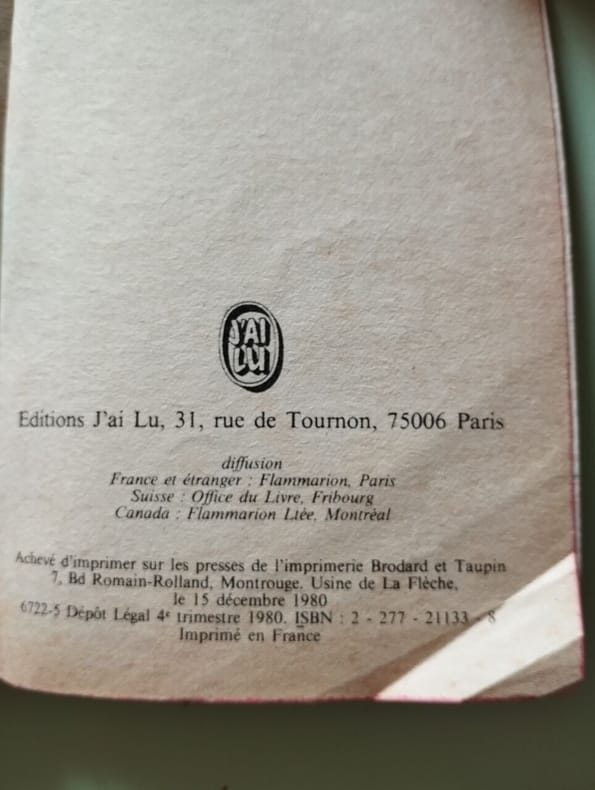 J'AI
LUI
Editions J'ai Lu, 31, rue de Tournon, 75006 Paris
diffusion
France et étranger : Flammarion, Paris
Suisse : Office du Livre, Fribourg
Canada : Flammarion Ltée, Montréal
Achevé d'imprimer sur les presses de l'imprimerie Brodard et Taupin
7, Bd Romain-Rolland, Montrouge. Usine de La Flèche,
le 15 décembre 1980
6722-5 Dépôt Légal 4e trimestre 1980. ISBN : 2 - 277 - 21133 - 8
Imprimé en France